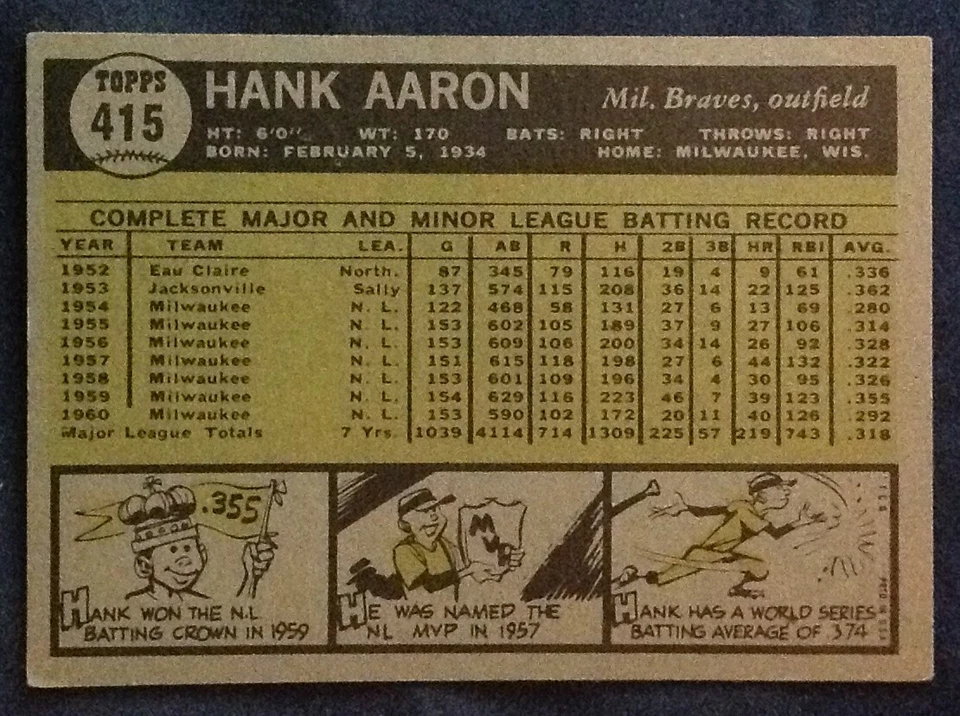 TOPPS
415
HANK AARON
Mil. Braves, outfield
HT: 6'0" WT: 170 BATS: RIGHT THROWS: RIGHT
BORN: FEBRUARY 5, 1934 HOME: MILWAUKEE, WIS.
COMPLETE MAJOR AND MINOR LEAGUE BATTING RECORD
YEAR TEAM LEA. G AB R H 2B 3B HR RBI AVG.
1952 Eau Claire North. 87 345 79 116 19 4 9 61 .336
1953 Jacksonville Sally 137 574 115 208 36 14 22 125 .362
1954 Milwaukee N. L. 122 468 58 131 27 6 13 69 .280
1955 Milwaukee N. L. 153 602 105 189 37 9 27 106 .314
1956 Milwaukee N. L. 153 609 106 200 34 14 26 92 .328
1957 Milwaukee N. L. 151 615 118 198 27 6 44 132 .322
1958 Milwaukee N. L. 153 601 109 196 34 4 30 95 .326
1959 Milwaukee N. L. 154 629 116 223 46 7 39 123 .355
1960 Milwaukee N. L. 153 590 102 172 20 11 40 126 .292
Major League Totals 7 Yrs. 1039 4114 714 1309 225 57 219 743 .318
.355
HANK WON THE N.L
BATTING CROWN IN 1959
MVP
HE WAS NAMED THE
NL MVP IN 1957
HANK HAS A WORLD SERIES
BATTING AVERAGE OF .374